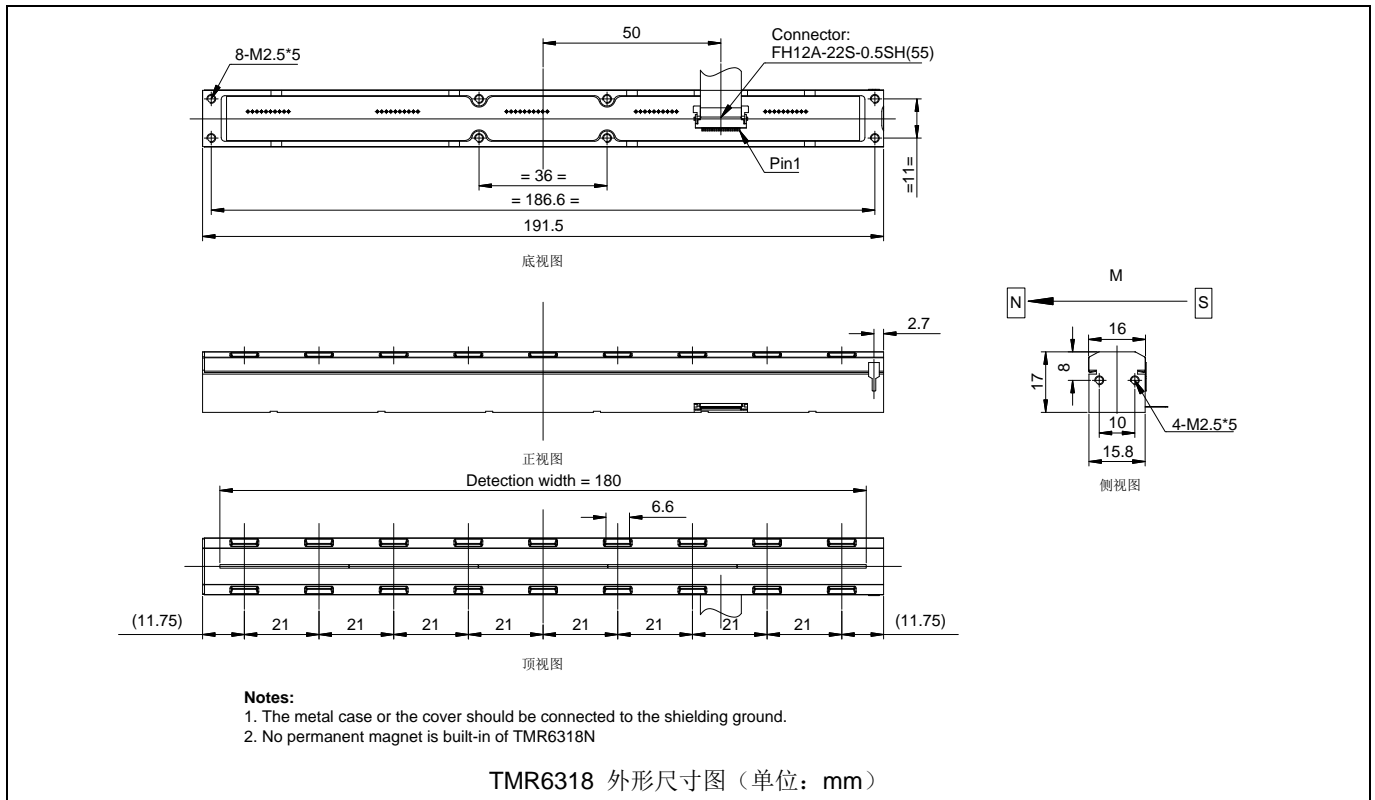 50
Connector:
FH12A-22S-0.5SH(55)
8-M2.5*5
Pin1
= 36 =
=11=
= 186.6 =
191.5
底视图
2.7
正视图
M
N
S
16
17
8
10
4-M2.5*5
15.8
侧视图
Detection width = 180
6.6
(11.75)
21
21
21
21
21
21
21
21
(11.75)
顶视图
Notes:
1. The metal case or the cover should be connected to the shielding ground.
2. No permanent magnet is built-in of TMR6318N
TMR6318 外形尺寸图（单位：mm）